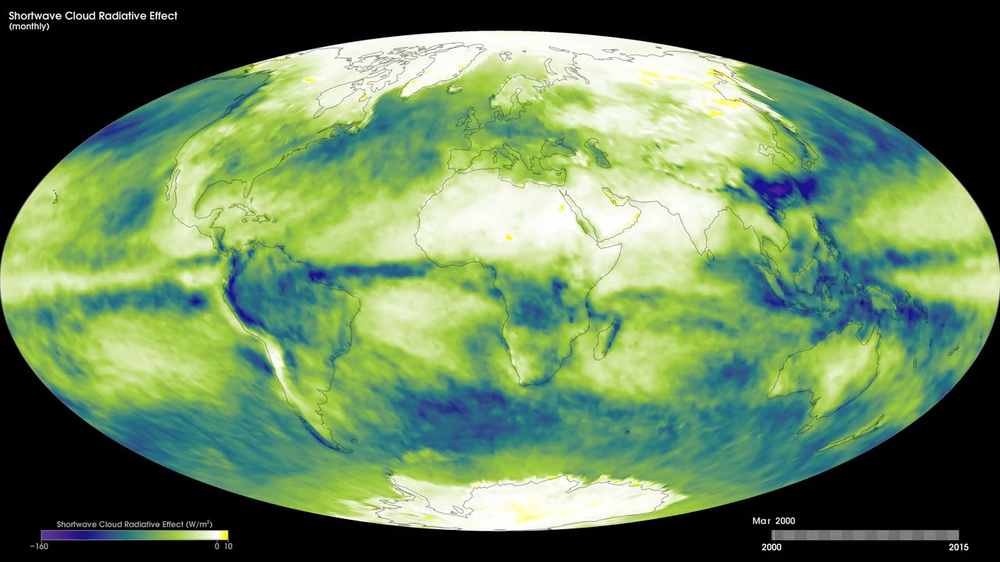 Shortwave Cloud Radiative Effect
(monthly)
Shortwave Cloud Radiative Effect (W/m²)
−160 0 10
Mar 2000
2000 2015